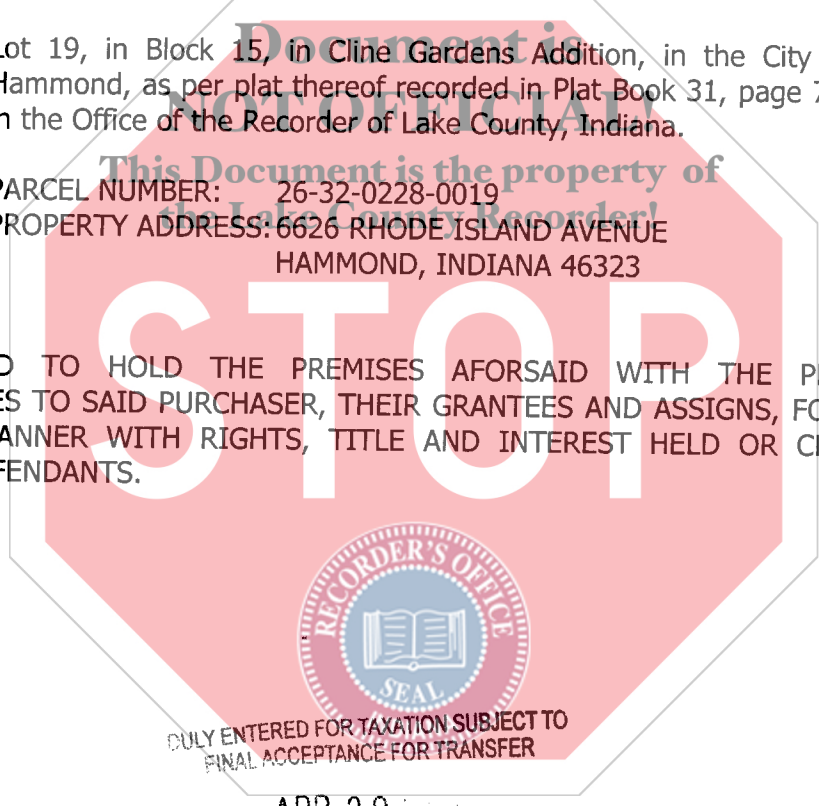 Document is
Lot 19, in Block 15, in Cline Gardens Addition, in the City
Hammond, as per plat thereof recorded in Plat Book 31, page 7
NOT OFFICIAL!
n the Office of the Recorder of Lake County, Indiana.
This Document is the property of
PARCEL NUMBER: 26-32-0228-0019
the Lake County Recorder!
PROPERTY ADDRESS: 6626 RHODE ISLAND AVENUE
HAMMOND, INDIANA 46323
STOP
D TO HOLD THE PREMISES AFORSAID WITH THE P
ES TO SAID PURCHASER, THEIR GRANTEES AND ASSIGNS, FO
ANNER WITH RIGHTS, TITLE AND INTEREST HELD OR C
FENDANTS.
RECORDER'S OFFICE
SEAL
INDIANA
DULY ENTERED FOR TAXATION SUBJECT TO
FINAL ACCEPTANCE FOR TRANSFER
APR 29